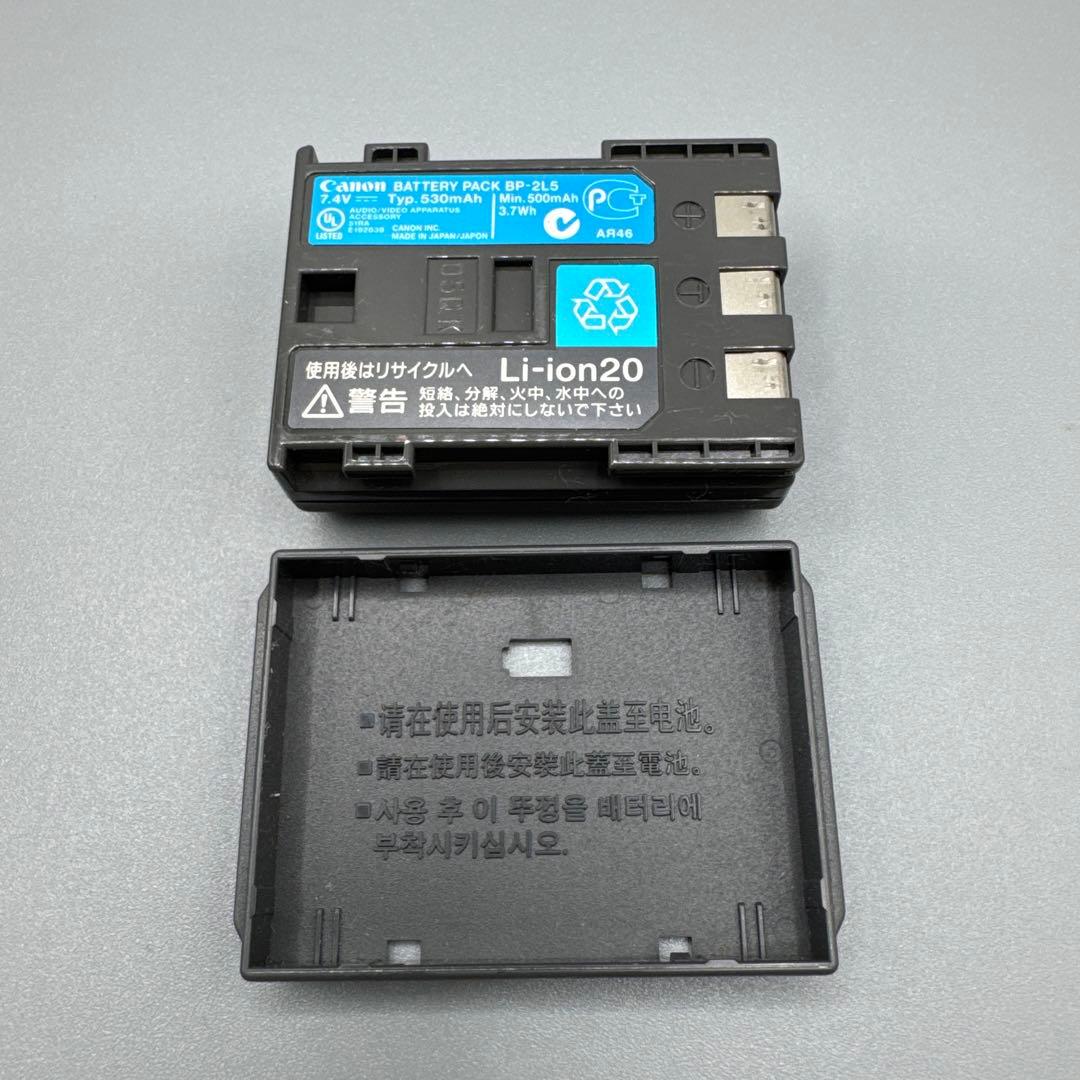 Canon BATTERY PACK BP-2L5
7.4V ⎓ Typ. 530mAh Min. 500mAh
3.7Wh
UL
LISTED
AUDIO/VIDEO APPARATUS
ACCESSORY
51RA
E192039
CANON INC.
MADE IN JAPAN/JAPON
PCT
AЯ46
+
T
−
使用後はリサイクルへ
Li-ion20
警告 短絡、分解、火中、水中への
投入は絶対にしないで下さい
■请在使用后安装此盖至电池。
■請在使用後安裝此蓋至電池。
■사용 후 이 뚜껑을 배터리에
부착시키십시오.